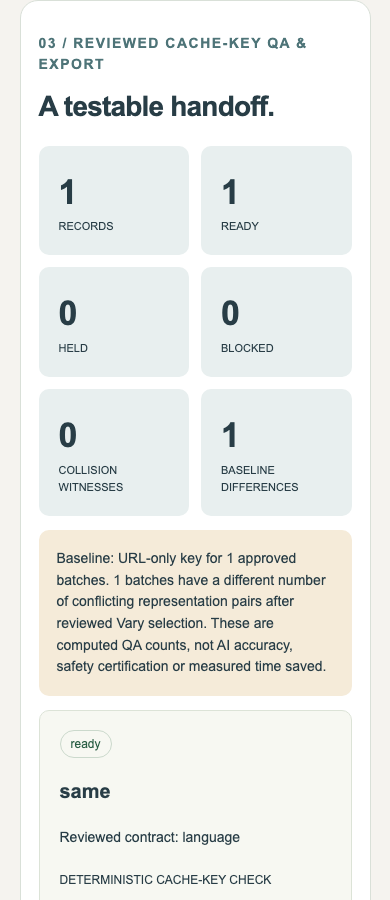 03 / REVIEWED CACHE-KEY QA &
EXPORT
A testable handoff.
1
RECORDS
1
READY
0
HELD
0
BLOCKED
0
COLLISION
WITNESSES
1
BASELINE
DIFFERENCES
Baseline: URL-only key for 1 approved
batches. 1 batches have a different number
of conflicting representation pairs after
reviewed Vary selection. These are
computed QA counts, not AI accuracy,
safety certification or measured time saved.
ready
same
Reviewed contract: language
DETERMINISTIC CACHE-KEY CHECK